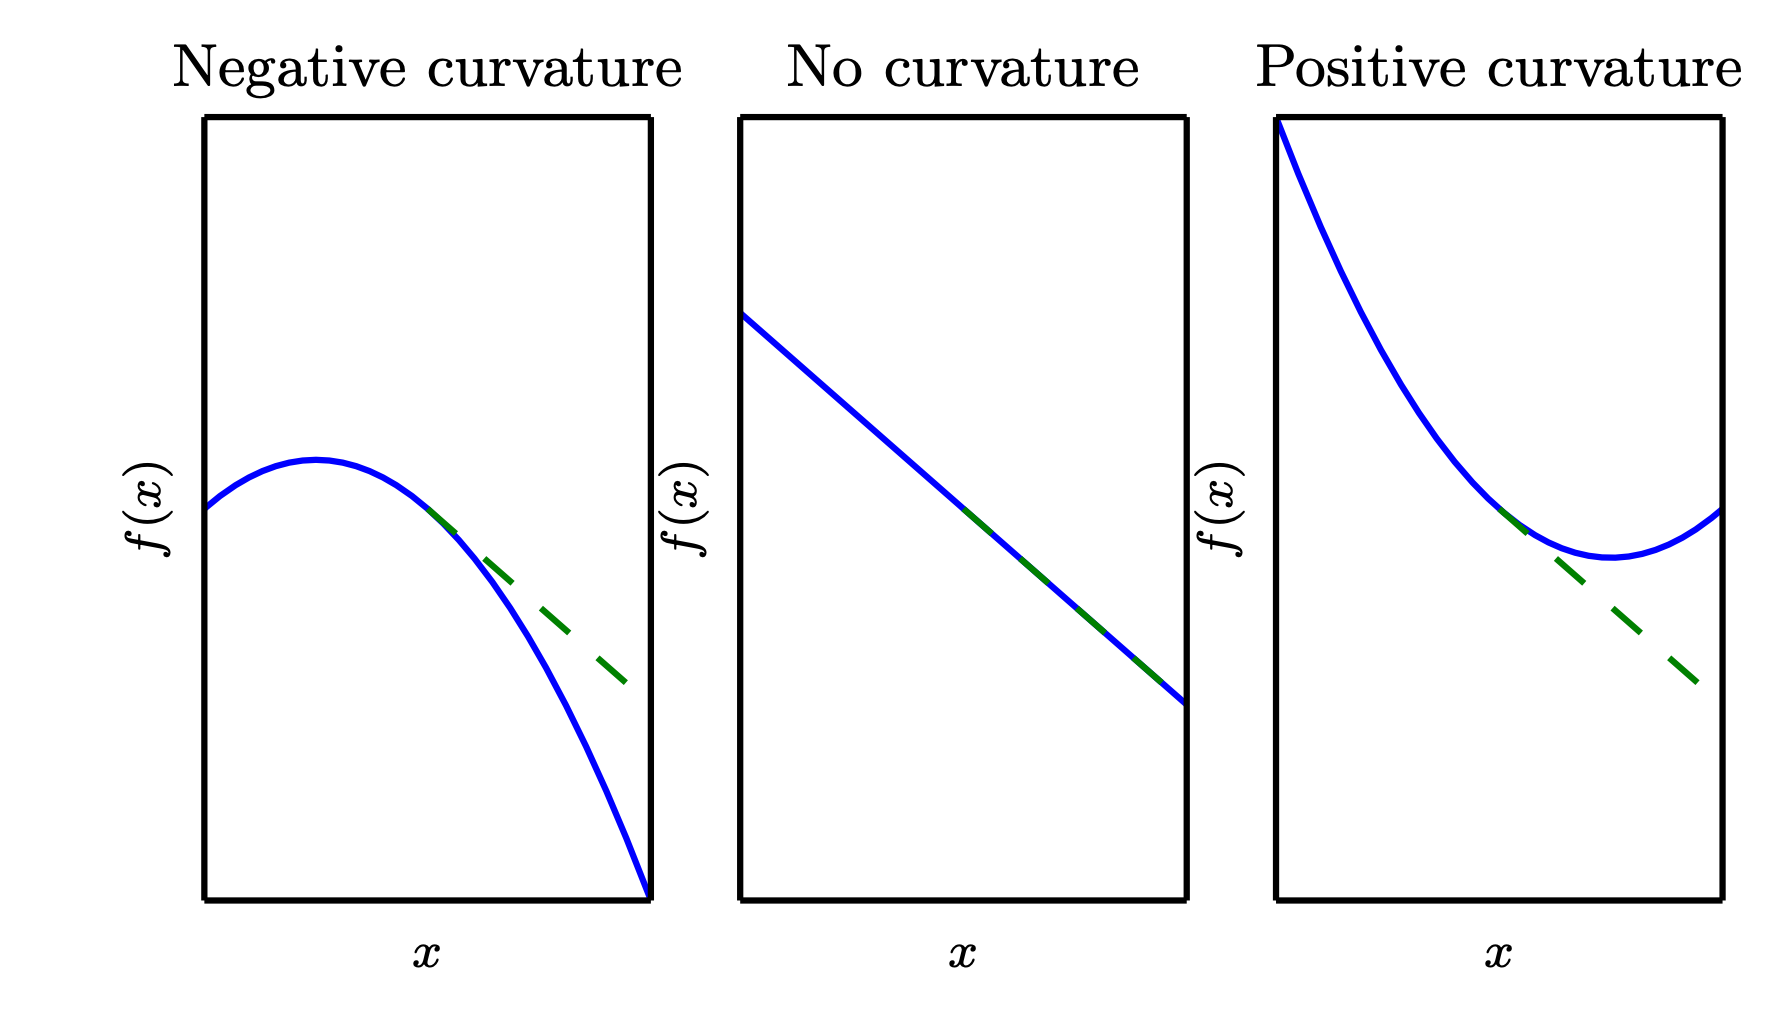 Negative curvature
No curvature
Positive curvature
f(x)
f(x)
f(x)
x
x
x